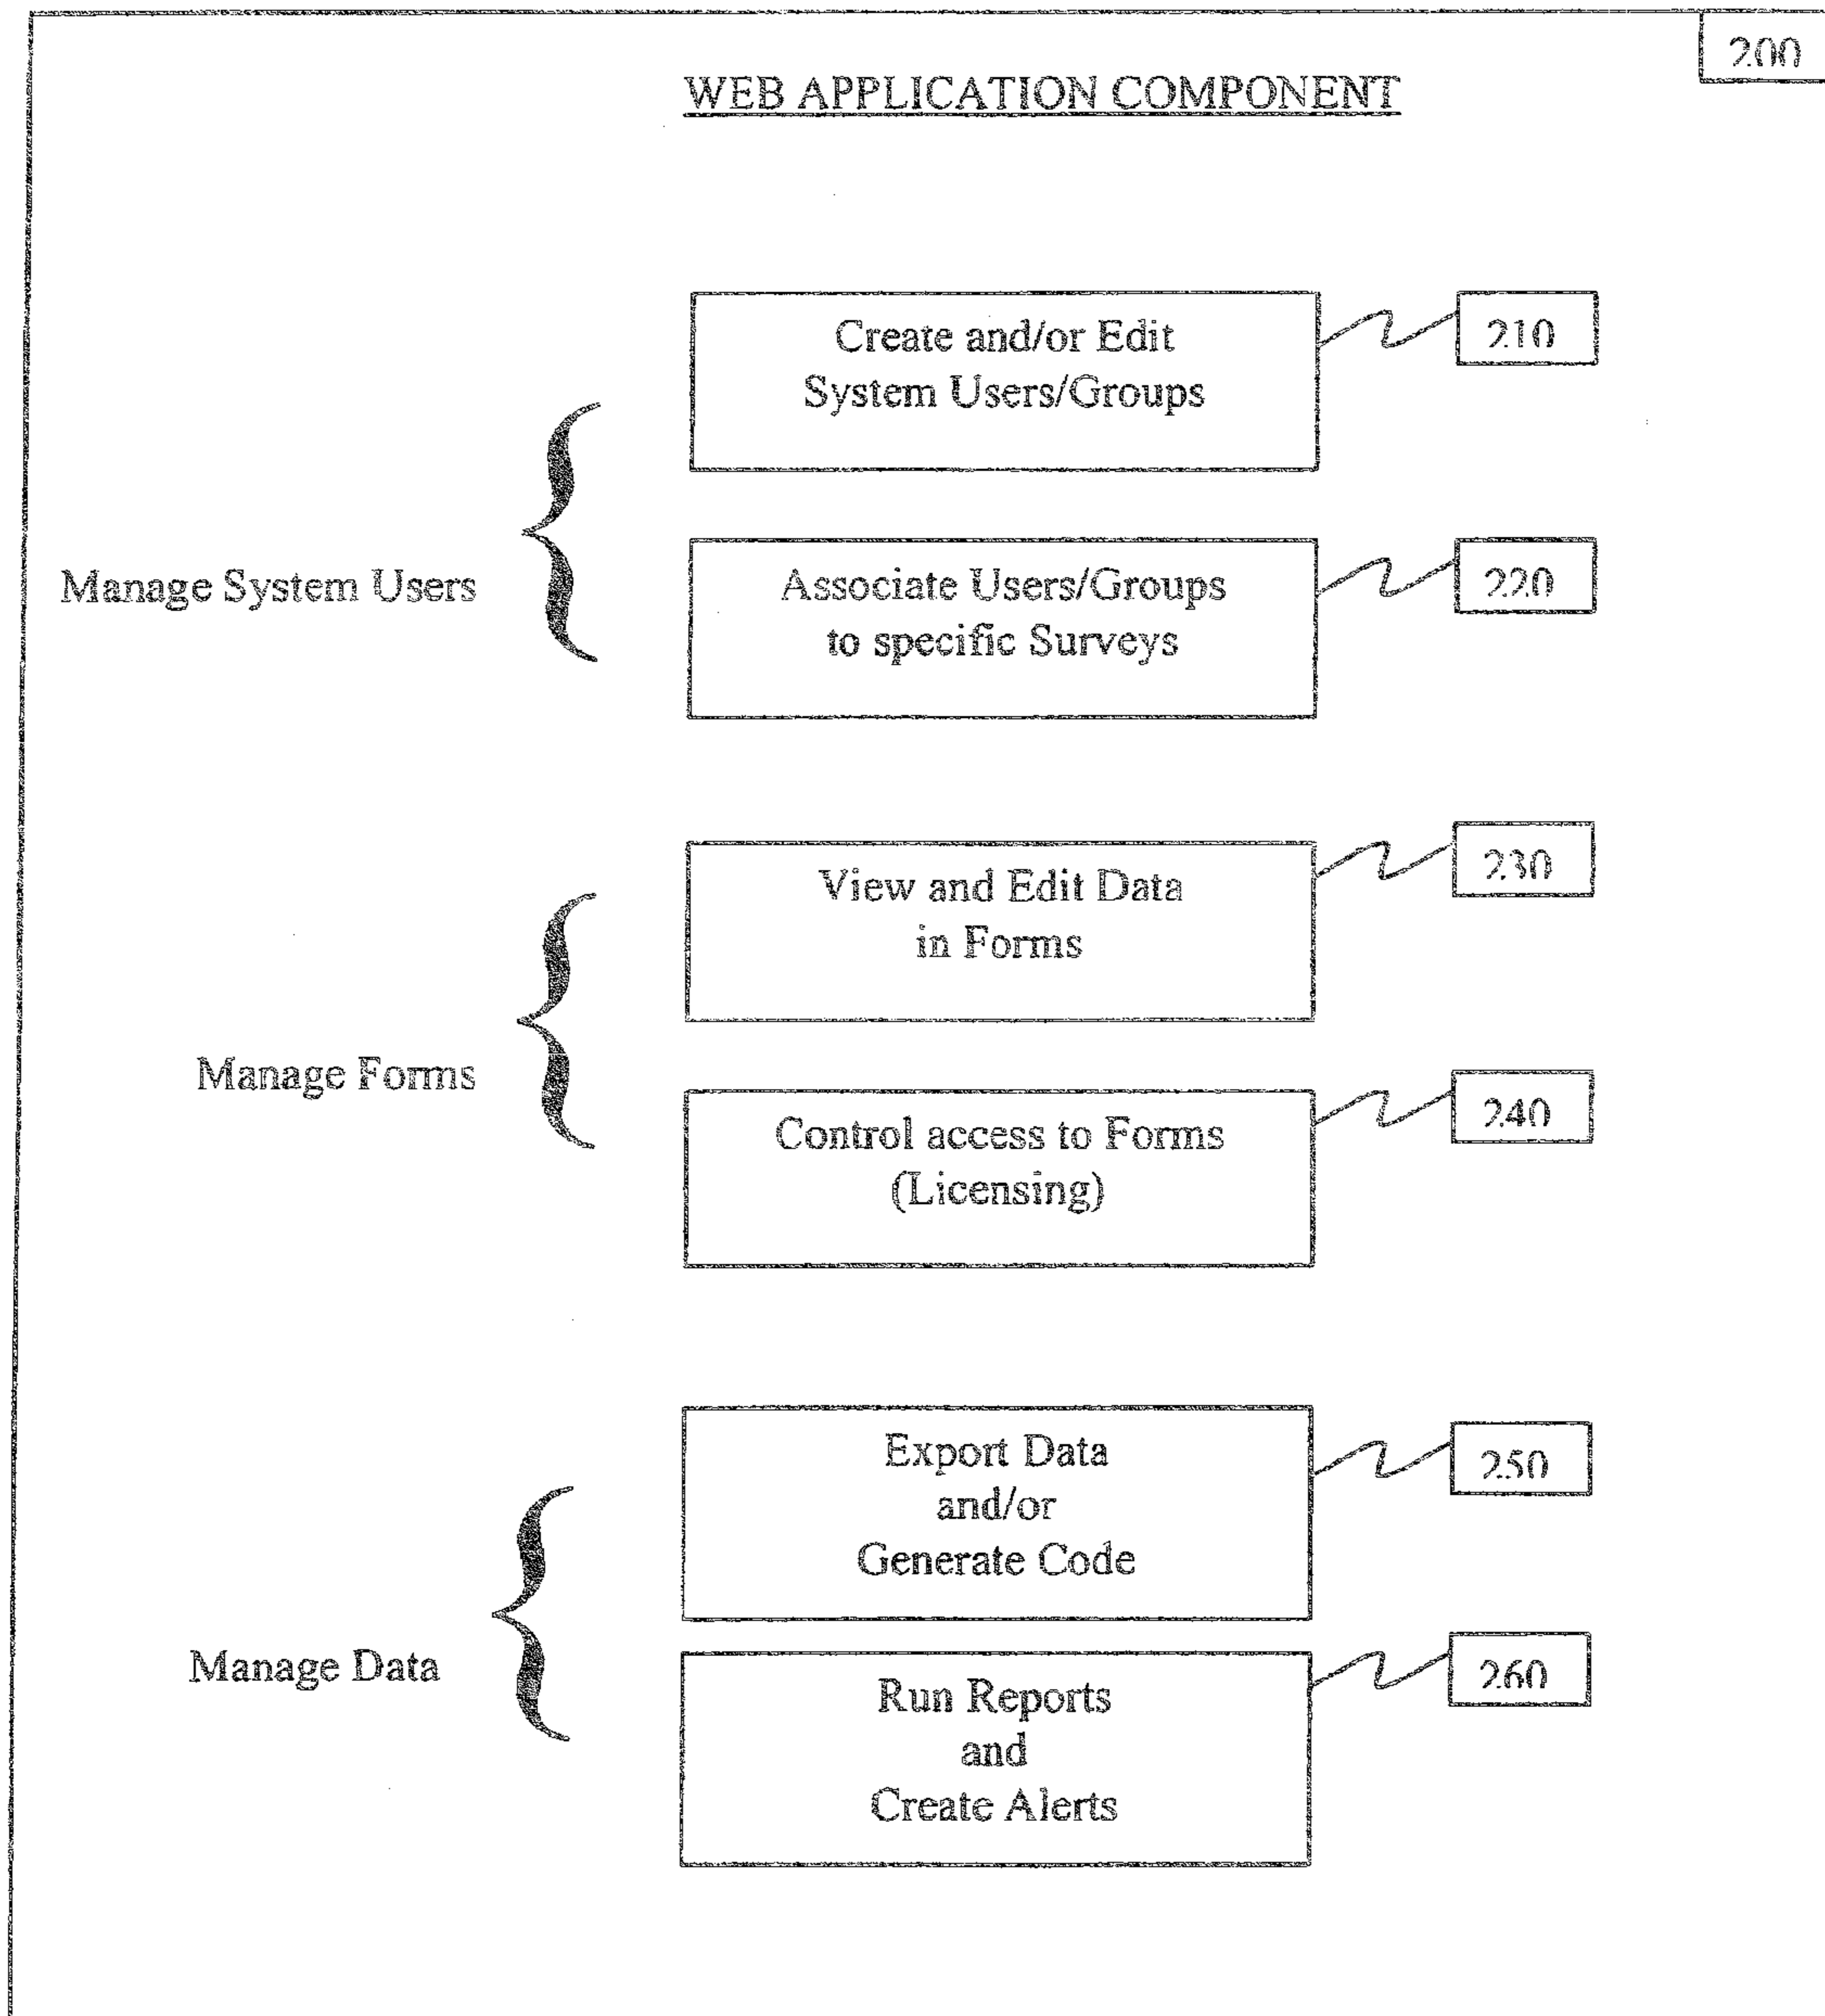 200
WEB APPLICATION COMPONENT
Create and/or Edit
System Users/Groups
210
Manage System Users
Associate Users/Groups
to specific Surveys
220
View and Edit Data
in Forms
230
Manage Forms
Control access to Forms
(Licensing)
240
Export Data
and/or
Generate Code
250
Manage Data
Run Reports
and
Create Alerts
260